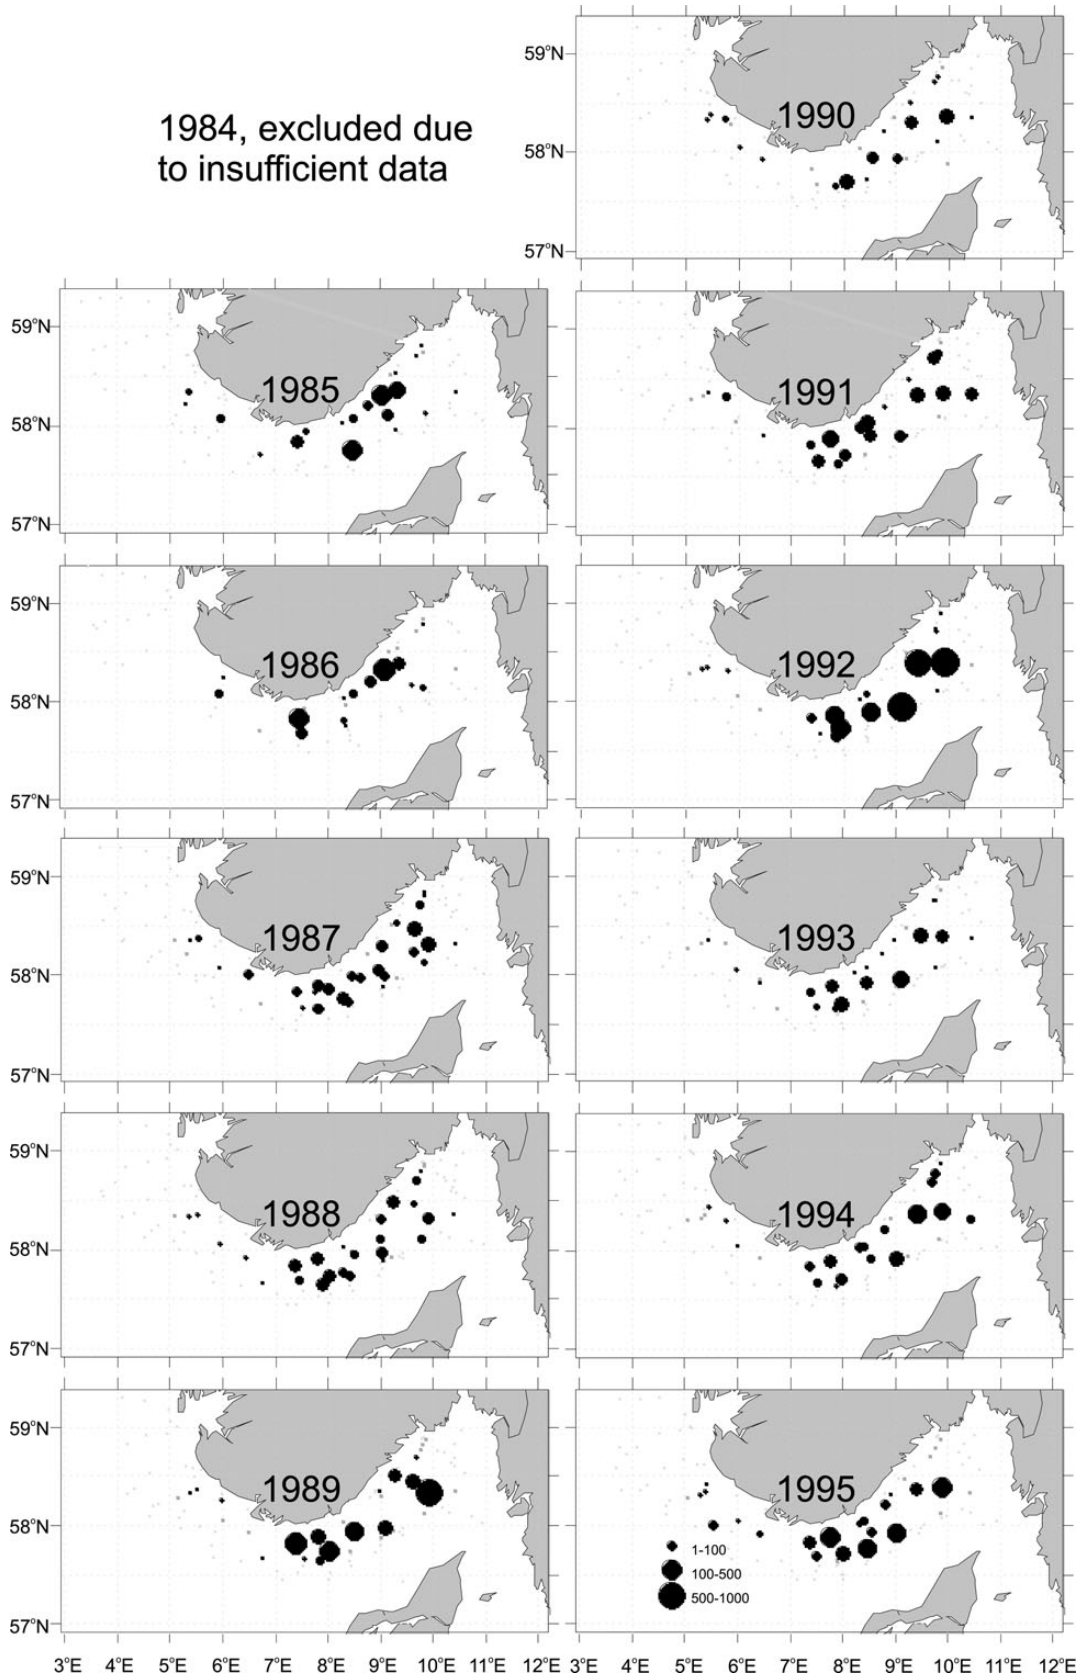 1984, excluded due
to insufficient data
59°N
58°N
57°N
1990
59°N
58°N
57°N
1985
1991
59°N
58°N
57°N
1986
1992
59°N
58°N
57°N
1987
1993
59°N
58°N
57°N
1988
1994
59°N
58°N
57°N
1989
1995
1-100
100-500
500-1000
3°E 4°E 5°E 6°E 7°E 8°E 9°E 10°E 11°E 12°E 3°E 4°E 5°E 6°E 7°E 8°E 9°E 10°E 11°E 12°E